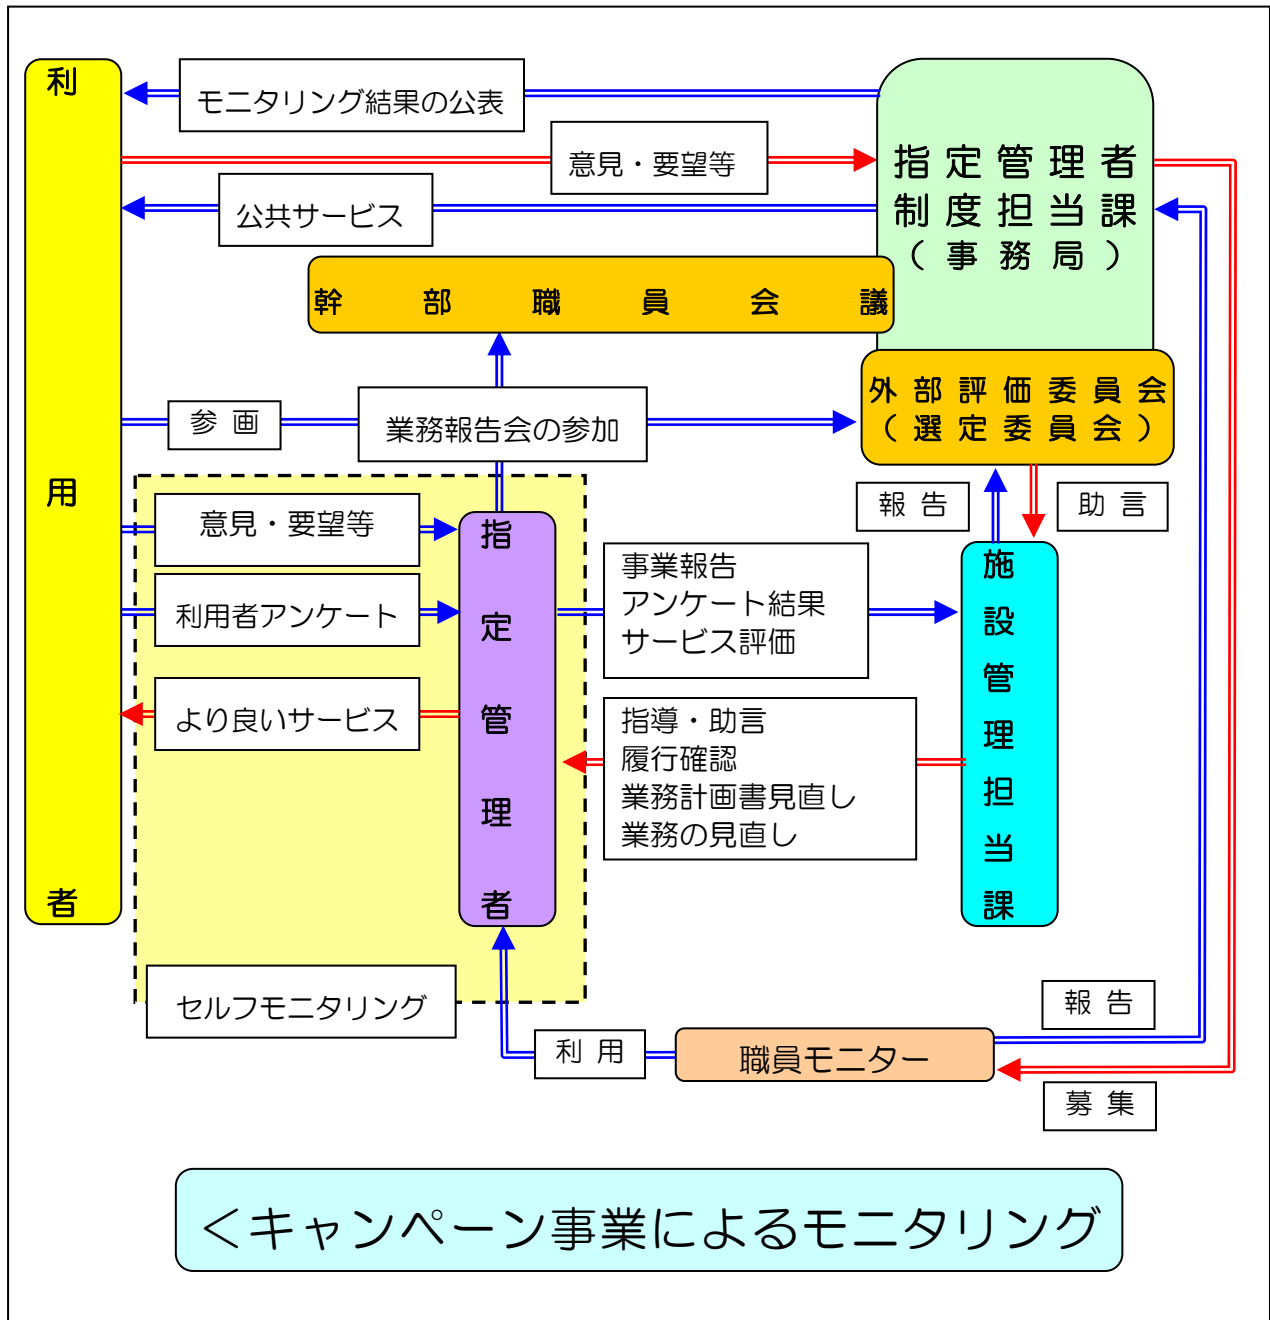 利用者
モニタリング結果の公表
意見・要望等
公共サービス
指定管理者
制度担当課
（事務局）
幹部職員会議
外部評価委員会
（選定委員会）
参画
業務報告会の参加
報告
助言
意見・要望等
利用者アンケート
より良いサービス
指定管理者
事業報告
アンケート結果
サービス評価
指導・助言
履行確認
業務計画書見直し
業務の見直し
施設管理担当課
セルフモニタリング
利用
職員モニター
報告
募集
＜キャンペーン事業によるモニタリング